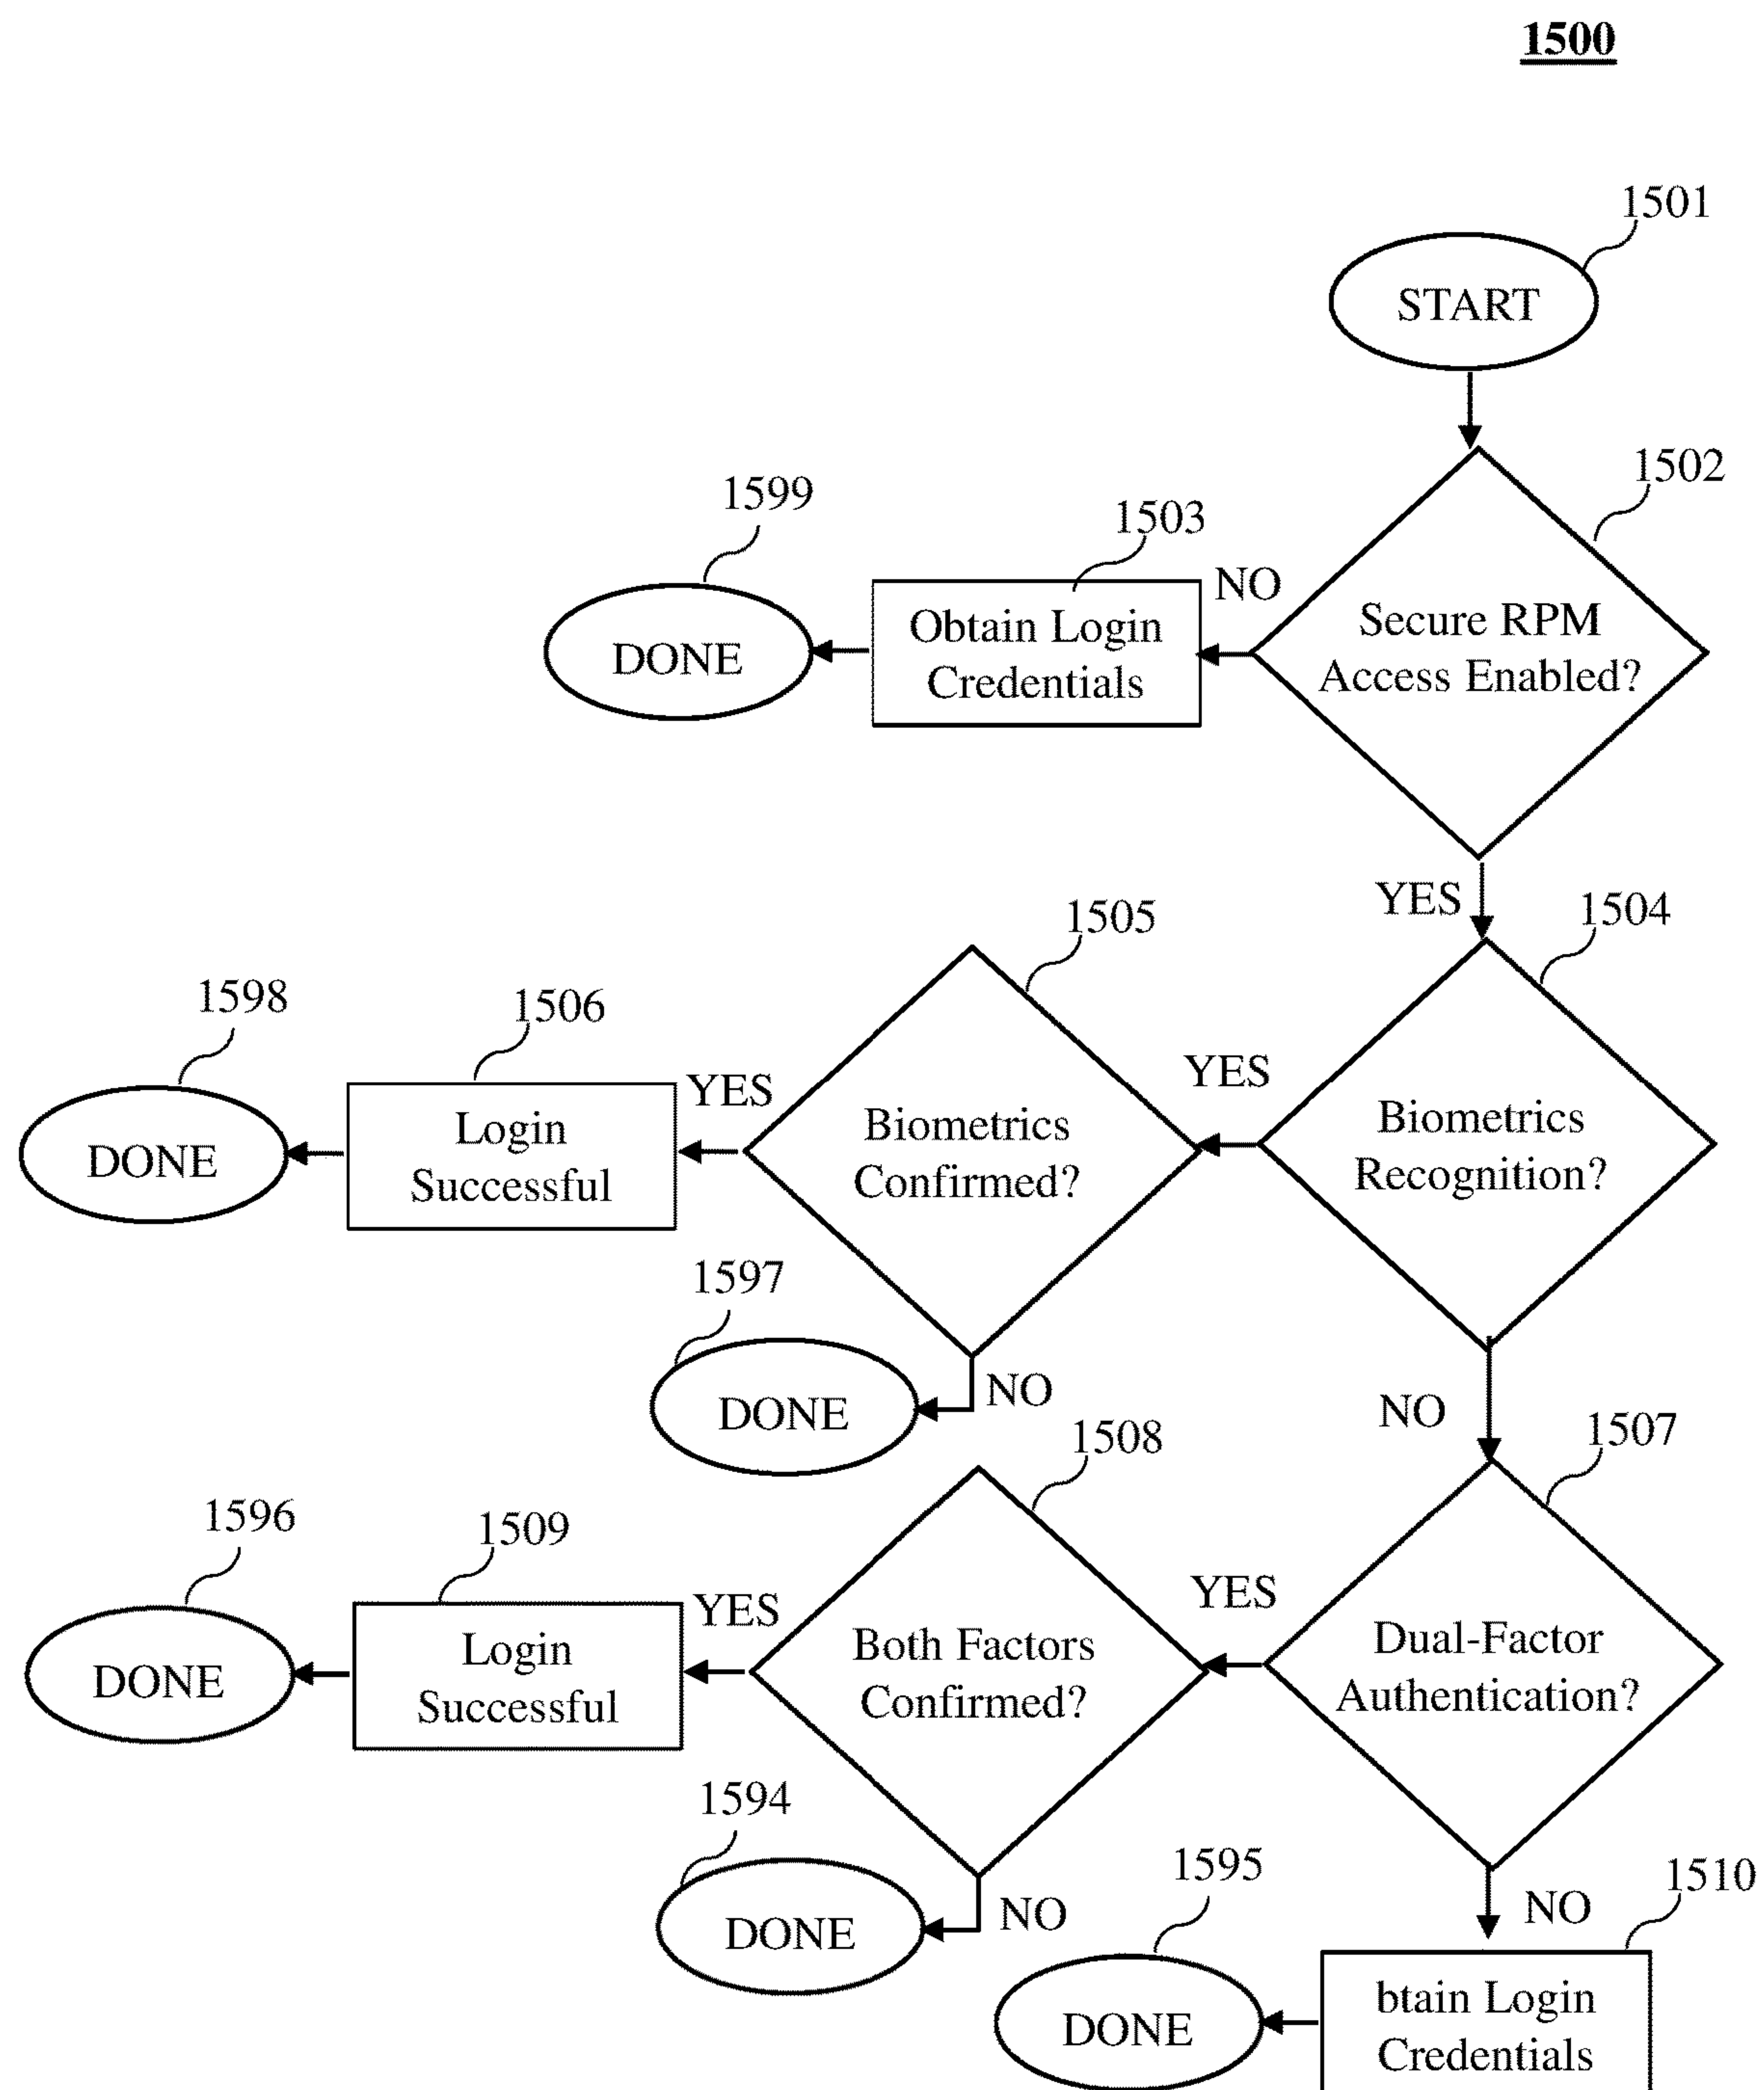 1500
1501
START
1502
1599
1503
NO
DONE
Obtain Login
Credentials
Secure RPM
Access Enabled?
YES
1504
1505
1598
1506
YES
YES
DONE
Login
Successful
Biometrics
Confirmed?
Biometrics
Recognition?
1597
DONE
NO
NO
1507
1508
1596
1509
YES
YES
DONE
Login
Successful
Both Factors
Confirmed?
Dual-Factor
Authentication?
1594
DONE
NO
1595
NO
1510
DONE
btain Login
Credentials